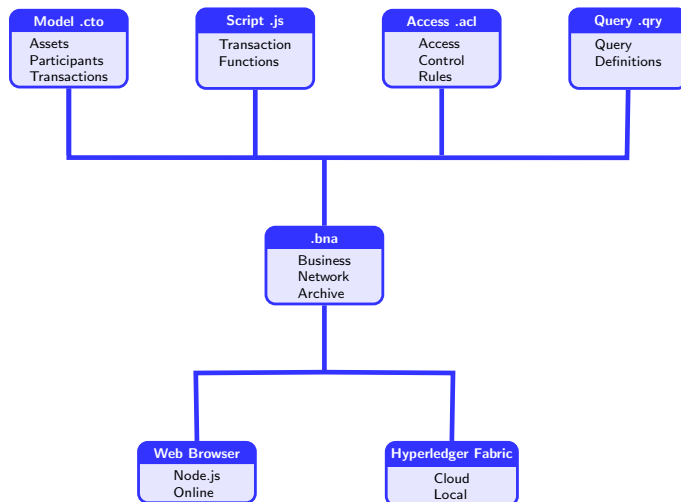 Model .cto
Assets
Participants
Transactions
Script .js
Transaction
Functions
Access .acl
Access
Control
Rules
Query .qry
Query
Definitions
.bna
Business
Network
Archive
Web Browser
Node.js
Online
Hyperledger Fabric
Cloud
Local